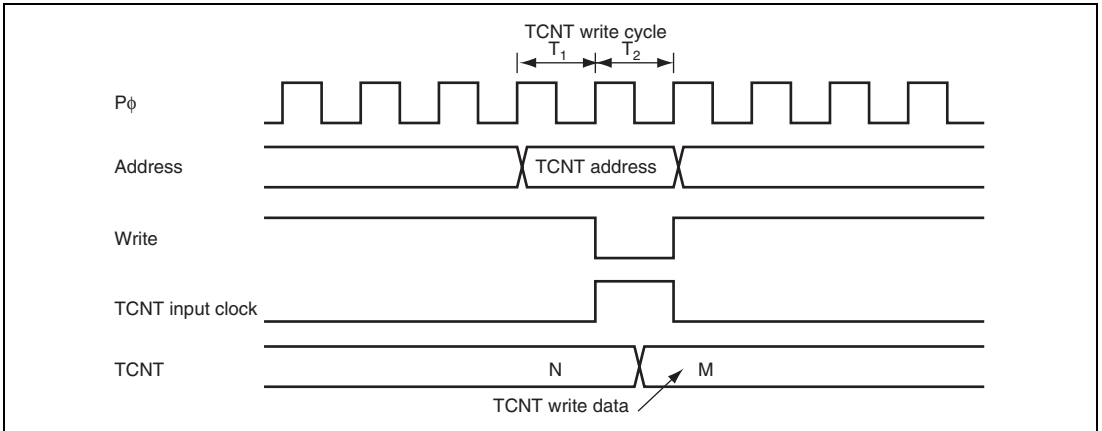 TCNT write cycle
T1 T2
Pϕ
Address
TCNT address
Write
TCNT input clock
TCNT
N
M
TCNT write data